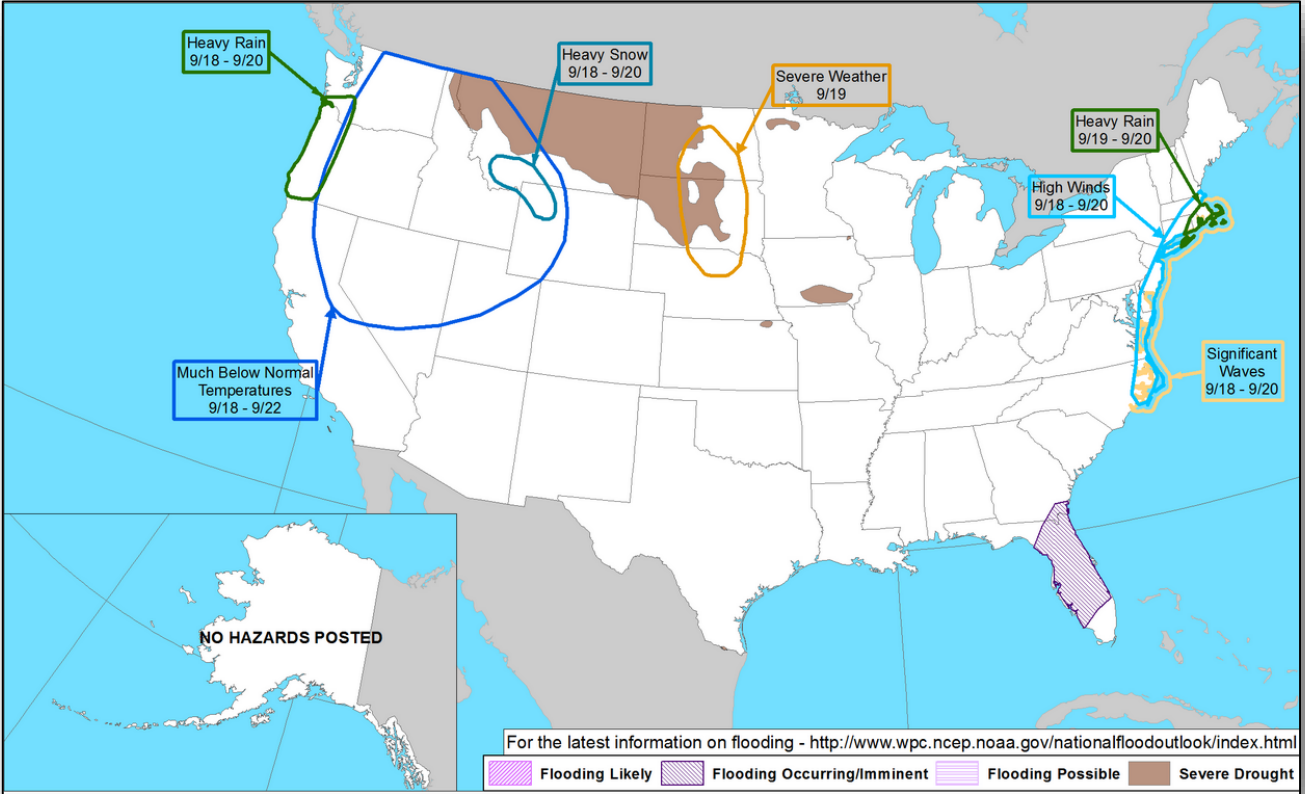 Heavy Rain
9/18 - 9/20
Heavy Snow
9/18 - 9/20
Severe Weather
9/19
Heavy Rain
9/19 - 9/20
High Winds
9/18 - 9/20
Much Below Normal
Temperatures
9/18 - 9/22
Significant
Waves
9/18 - 9/20
NO HAZARDS POSTED
For the latest information on flooding - http://www.wpc.ncep.noaa.gov/nationalfloodoutlook/index.html
Flooding Likely
Flooding Occurring/Imminent
Flooding Possible
Severe Drought